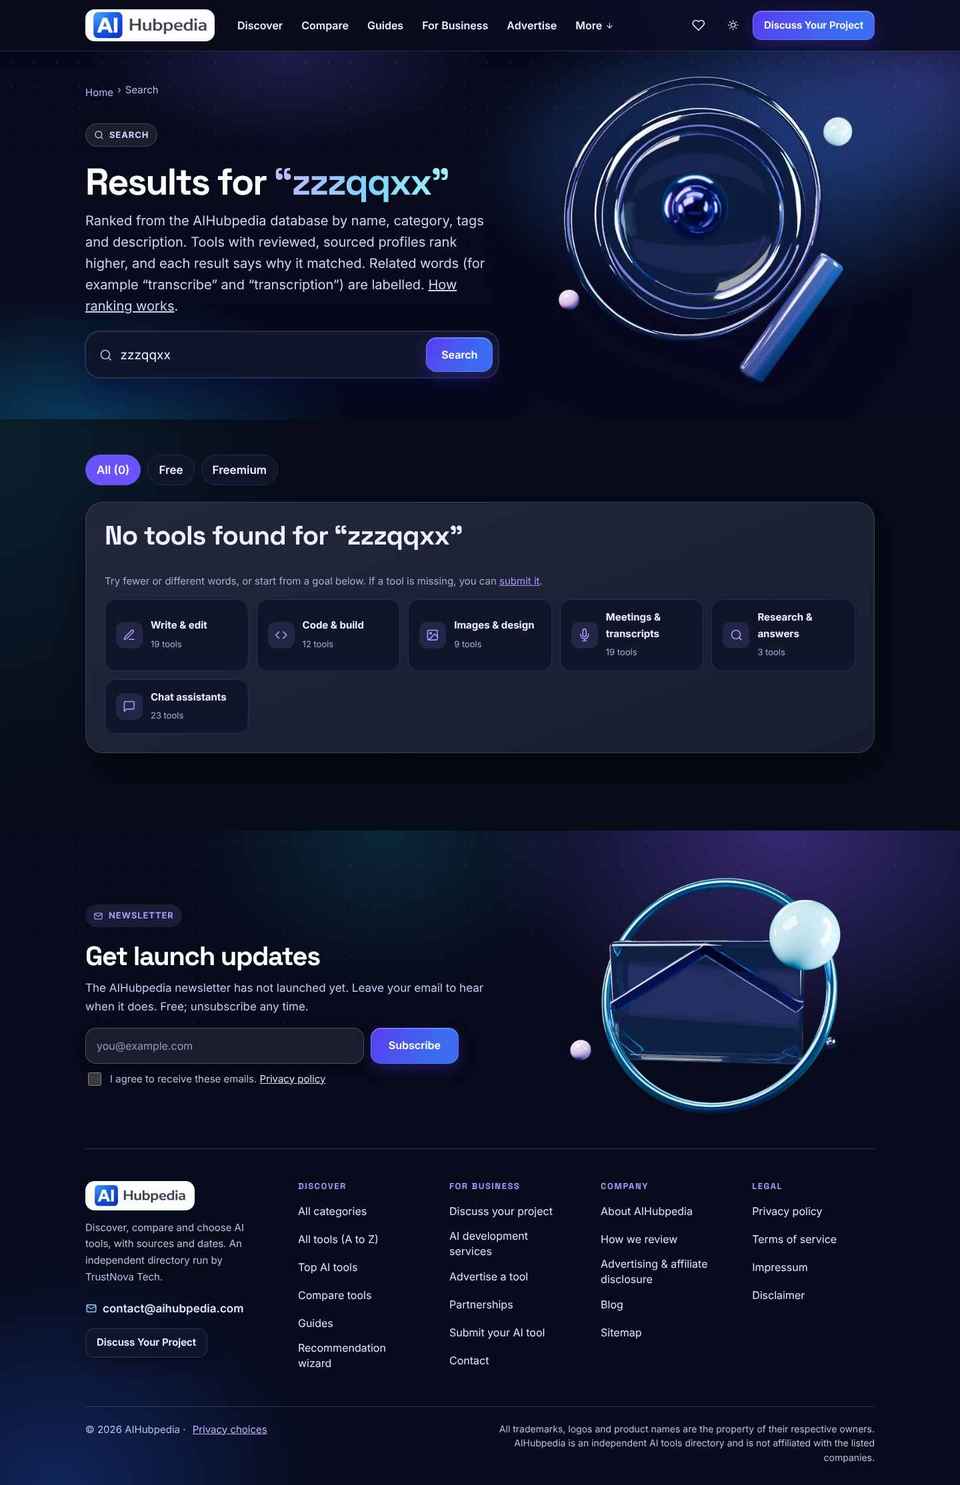 AI Hubpedia
Discover
Compare
Guides
For Business
Advertise
More
Discuss Your Project
Home › Search
SEARCH
Results for “zzzqqxx”
Ranked from the AIHubpedia database by name, category, tags
and description. Tools with reviewed, sourced profiles rank
higher, and each result says why it matched. Related words (for
example “transcribe” and “transcription”) are labelled. How
ranking works.
zzzqqxx
Search
All (0)
Free
Freemium
No tools found for “zzzqqxx”
Try fewer or different words, or start from a goal below. If a tool is missing, you can submit it.
Write & edit
19 tools
Code & build
12 tools
Images & design
9 tools
Meetings &
transcripts
19 tools
Research &
answers
3 tools
Chat assistants
23 tools
NEWSLETTER
Get launch updates
The AIHubpedia newsletter has not launched yet. Leave your email to hear
when it does. Free; unsubscribe any time.
you@example.com
Subscribe
I agree to receive these emails. Privacy policy
AI Hubpedia
Discover, compare and choose AI
tools, with sources and dates. An
independent directory run by
TrustNova Tech.
contact@aihubpedia.com
Discuss Your Project
DISCOVER
All categories
All tools (A to Z)
Top AI tools
Compare tools
Guides
Recommendation
wizard
FOR BUSINESS
Discuss your project
AI development
services
Advertise a tool
Partnerships
Submit your AI tool
Contact
COMPANY
About AIHubpedia
How we review
Advertising & affiliate
disclosure
Blog
Sitemap
LEGAL
Privacy policy
Terms of service
Impressum
Disclaimer
© 2026 AIHubpedia · Privacy choices
All trademarks, logos and product names are the property of their respective owners.
AIHubpedia is an independent AI tools directory and is not affiliated with the listed
companies.